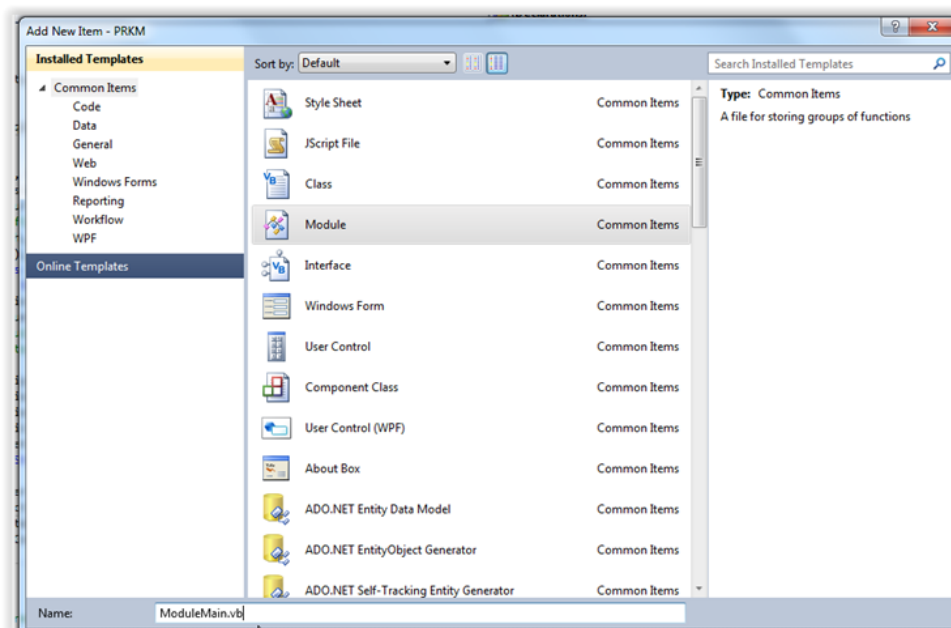 Add New Item - PRKM
Installed Templates
Common Items
Code
Data
General
Web
Windows Forms
Reporting
Workflow
WPF
Online Templates
Sort by: Default
Style Sheet Common Items
JScript File Common Items
Class Common Items
Module Common Items
Interface Common Items
Windows Form Common Items
User Control Common Items
Component Class Common Items
User Control (WPF) Common Items
About Box Common Items
ADO.NET Entity Data Model Common Items
ADO.NET EntityObject Generator Common Items
ADO.NET Self-Tracking Entity Generator Common Items
Search Installed Templates
Type: Common Items
A file for storing groups of functions
Name: ModuleMain.vb